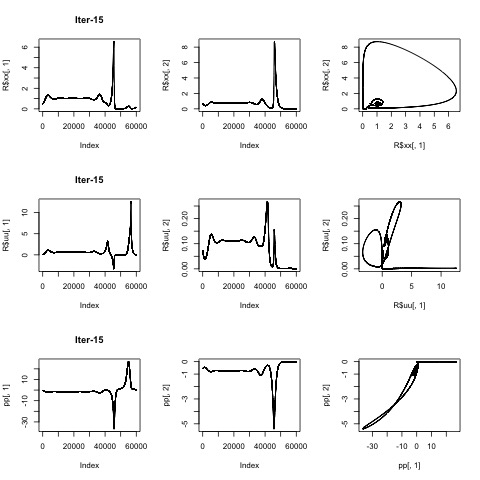 Iter-15
R$xx[, 1]
0 1 2 3 4 5 6
0 20000 40000 60000
Index
R$xx[, 2]
0 2 4 6 8
0 20000 40000 60000
Index
R$xx[, 2]
0 2 4 6 8
0 1 2 3 4 5 6
R$xx[, 1]
Iter-15
R$uu[, 1]
0 5 10
0 20000 40000 60000
Index
R$uu[, 2]
0.00 0.10 0.20
0 20000 40000 60000
Index
R$uu[, 2]
0.00 0.10 0.20
0 5 10
R$uu[, 1]
Iter-15
pp[, 1]
-30 -10 10
0 20000 40000 60000
Index
pp[, 2]
-5 -3 -1 0
0 20000 40000 60000
Index
pp[, 2]
-5 -3 -1 0
-30 -10 0 10
pp[, 1]